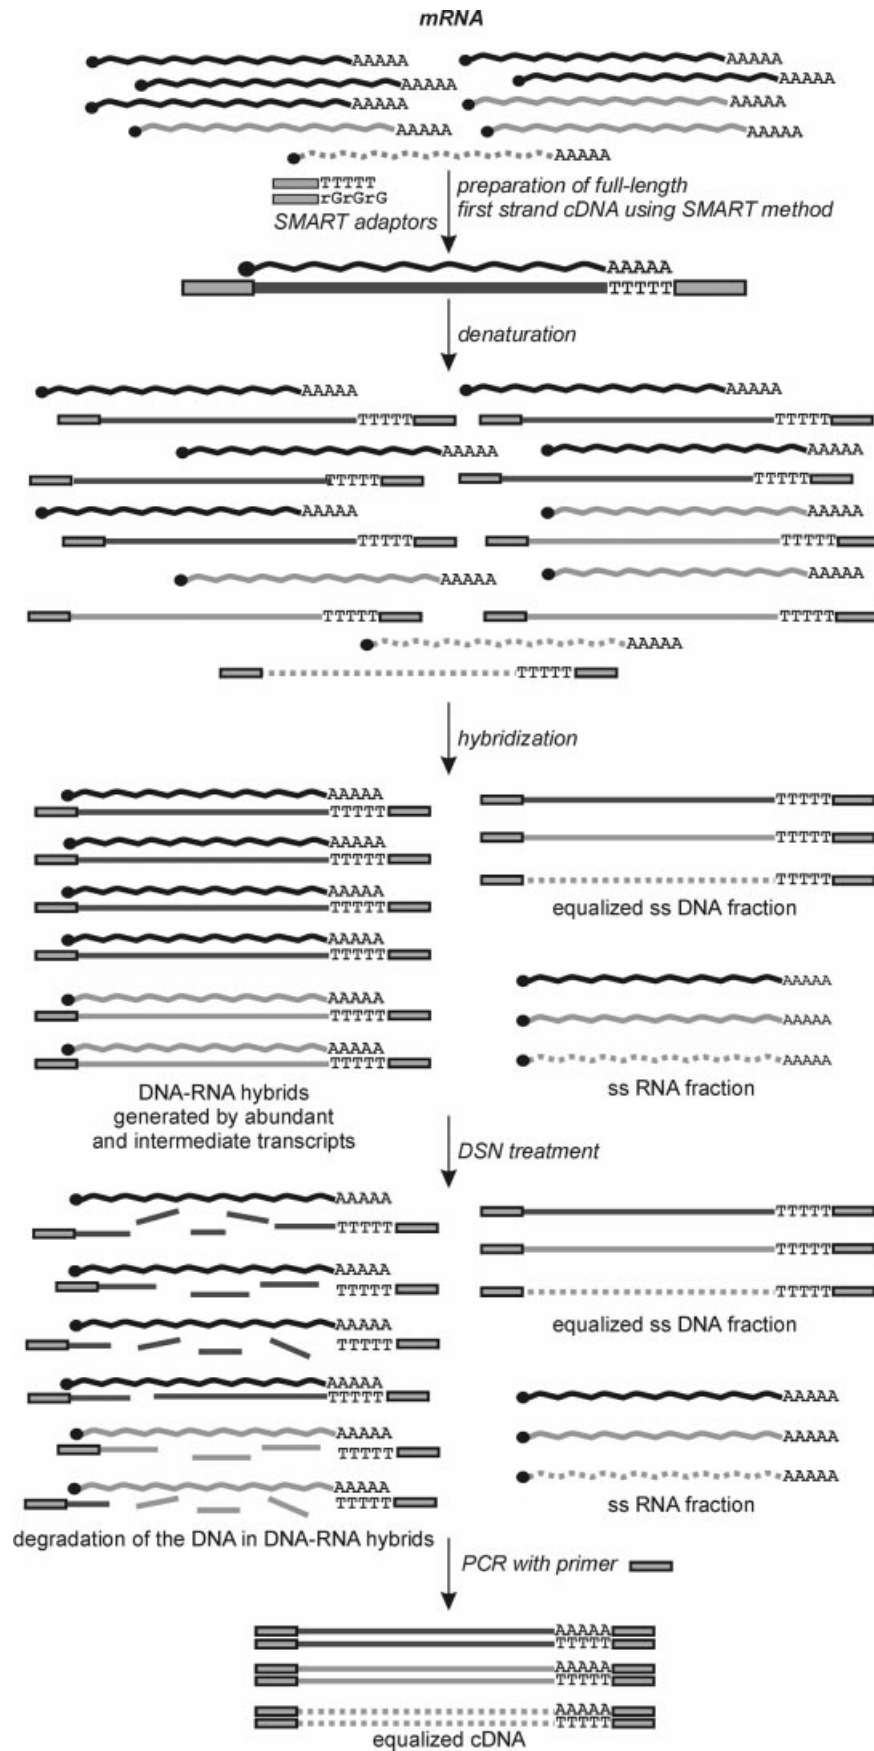 mRNA
AAAAA AAAAA
AAAAA AAAAA
AAAAA AAAAA
AAAAA AAAAA
AAAAA
TTTTT
rGrGrG
SMART adaptors
preparation of full-length
first strand cDNA using SMART method
AAAAA
TTTTT
denaturation
AAAAA AAAAA
TTTTT TTTTT
AAAAA AAAAA
TTTTT TTTTT
AAAAA AAAAA
TTTTT TTTTT
AAAAA AAAAA
TTTTT TTTTT
AAAAA
TTTTT
hybridization
AAAAA
TTTTT
AAAAA
TTTTT
AAAAA
TTTTT
AAAAA
TTTTT
AAAAA
TTTTT
AAAAA
TTTTT
DNA-RNA hybrids
generated by abundant
and intermediate transcripts
TTTTT
TTTTT
TTTTT
equalized ss DNA fraction
AAAAA
AAAAA
AAAAA
ss RNA fraction
DSN treatment
AAAAA
TTTTT
AAAAA
TTTTT
AAAAA
TTTTT
AAAAA
TTTTT
AAAAA
TTTTT
AAAAA
TTTTT
degradation of the DNA in DNA-RNA hybrids
TTTTT
TTTTT
TTTTT
equalized ss DNA fraction
AAAAA
AAAAA
AAAAA
ss RNA fraction
PCR with primer
AAAAA
TTTTT
AAAAA
TTTTT
AAAAA
TTTTT
equalized cDNA